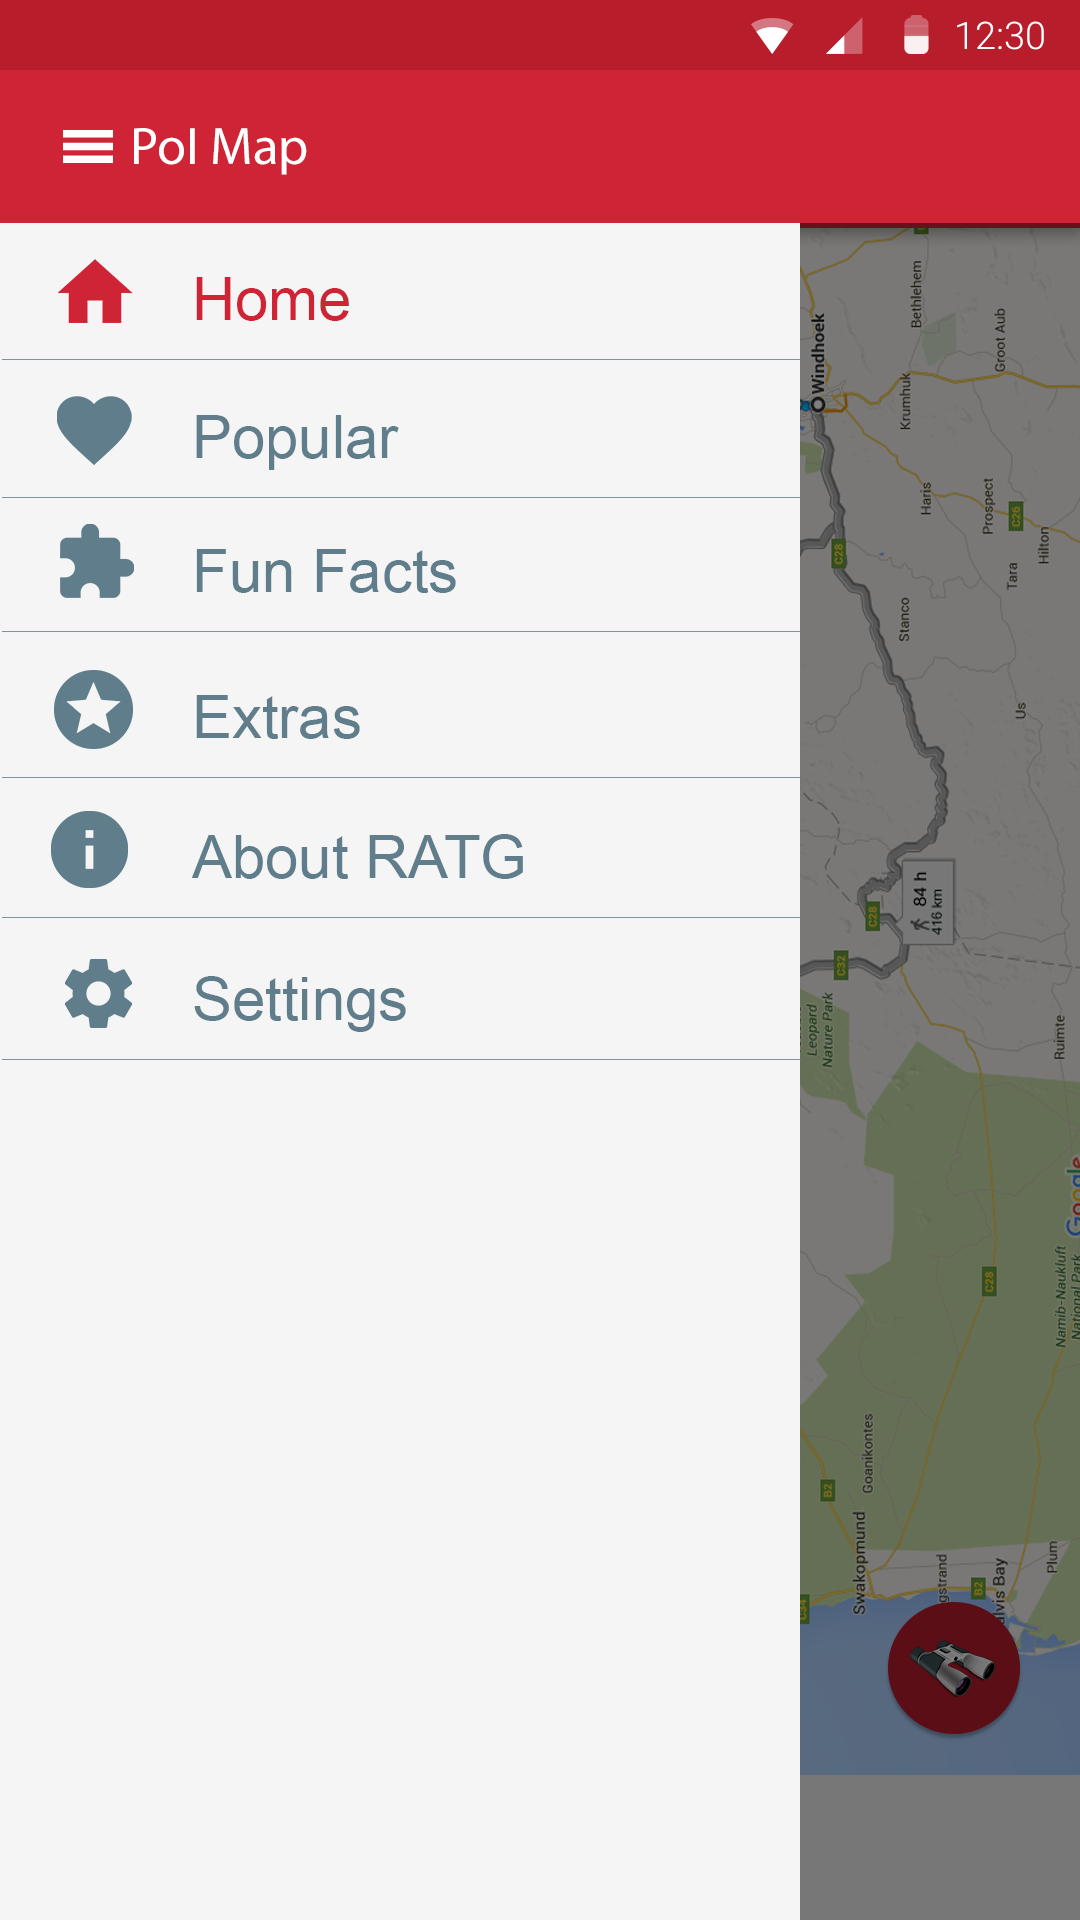 12:30
Pol Map
Home
Popular
Fun Facts
Extras
About RATG
Settings
Bethlehem
Groot Aub
Windhoek
Krumhuk
Haris
Prospect
C26
Hilton
C28
Tara
Stanco
Us
84 h
416 km
C28
C32
Leopard
Nature Park
Ruimte
Google
Namib-Naukluft
National Park
C28
Goanikontes
B2
Swakopmund
Plum
gstrand
B2
alvis Bay
C34